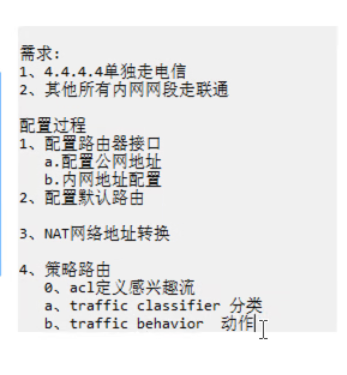 需求:
1、4.4.4.4单独走电信
2、其他所有内网网段走联通
配置过程
1、配置路由器接口
a.配置公网地址
b.内网地址配置
2、配置默认路由
3、NAT网络地址转换
4、策略路由
0、acl定义感兴趣流
a、traffic classifier 分类
b、traffic behavior 动作